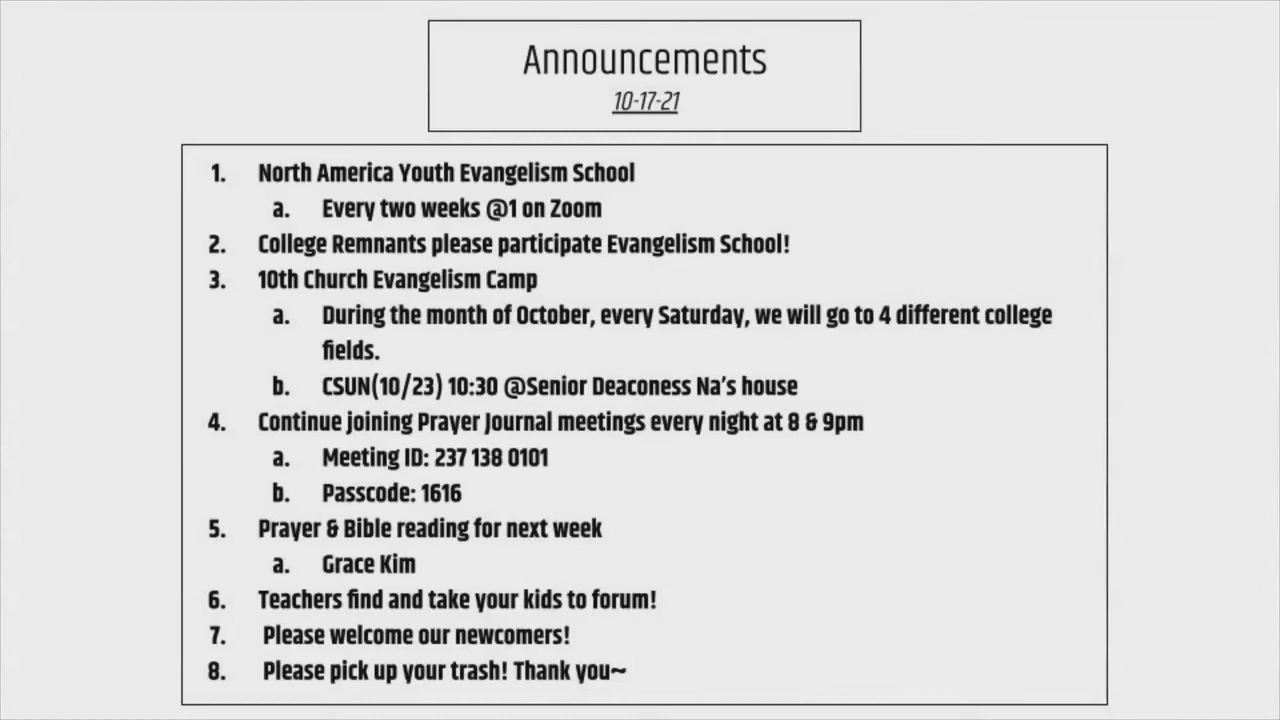 Announcements
10-17-21
1. North America Youth Evangelism School
a. Every two weeks @1 on Zoom
2. College Remnants please participate Evangelism School!
3. 10th Church Evangelism Camp
a. During the month of October, every Saturday, we will go to 4 different college
fields.
b. CSUN(10/23) 10:30 @Senior Deaconess Na's house
4. Continue joining Prayer Journal meetings every night at 8 & 9pm
a. Meeting ID: 237 138 0101
b. Passcode: 1616
5. Prayer & Bible reading for next week
a. Grace Kim
6. Teachers find and take your kids to forum!
7. Please welcome our newcomers!
8. Please pick up your trash! Thank you~